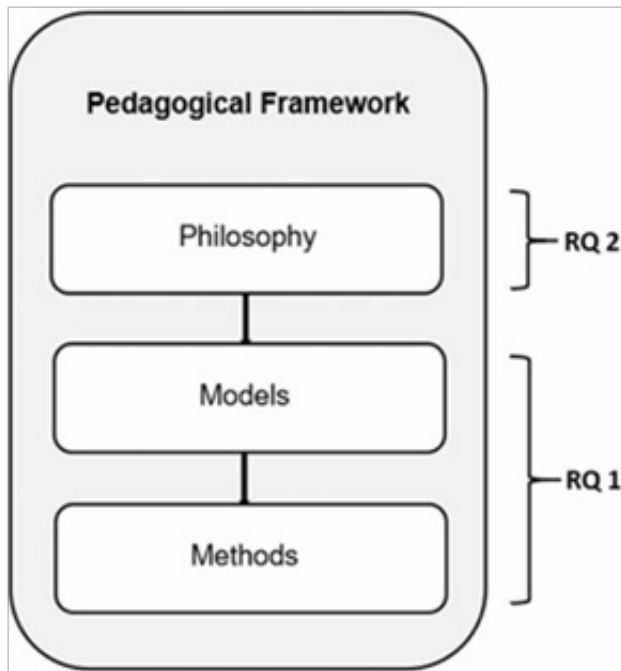 Pedagogical Framework
Philosophy
RQ 2
Models
RQ 1
Methods